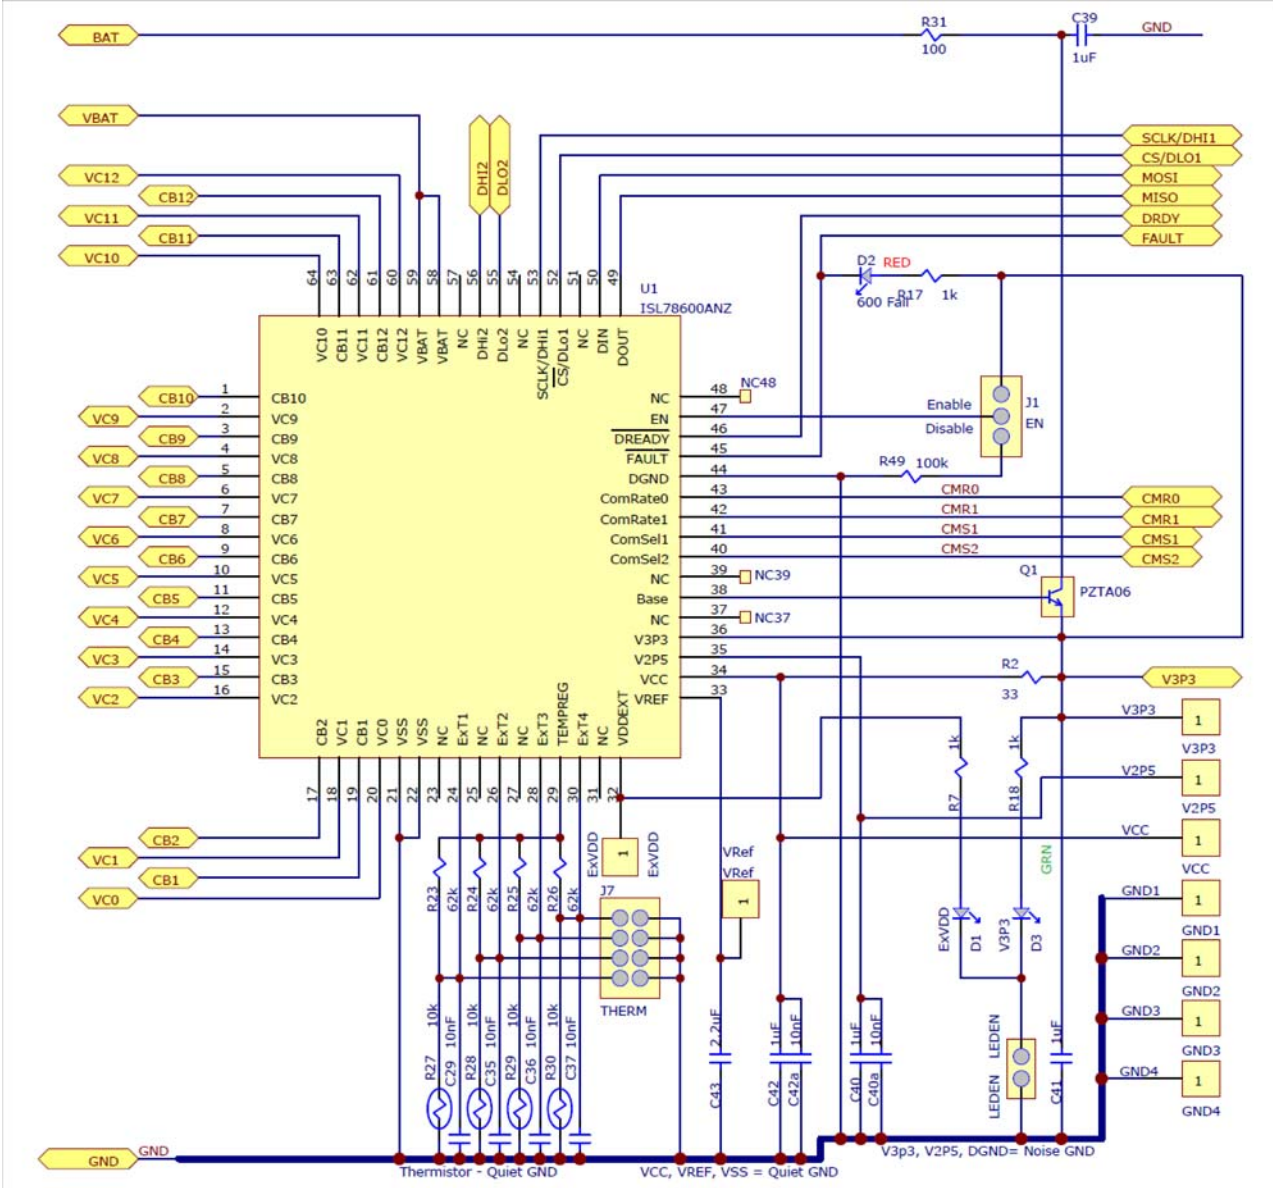 BAT
R31
100
C39
1uF
GND
VBAT
VC12
CB12
VC11
CB11
VC10
DHI2
DLO2
SCLK/DHI1
CS/DLO1
MOSI
MISO
DRDY
FAULT
64
63
62
61
60
59
58
57
56
55
54
53
52
51
50
49
D2
RED
600 Fail
R17
1k
U1
ISL78600ANZ
VC10
CB11
VC11
CB12
VC12
VBAT
VBAT
NC
DHi2
DLo2
NC
SCLK/DHi1
CS/DLo1
NC
DIN
DOUT
CB10
1
CB10
NC
48
NC48
VC9
2
VC9
EN
47
Enable
J1
CB9
3
CB9
DREADY
46
Disable
EN
VC8
4
VC8
FAULT
45
CB8
5
CB8
DGND
44
R49
100k
VC7
6
VC7
ComRate0
43
CMR0
CMR0
CB7
7
CB7
ComRate1
42
CMR1
CMR1
VC6
8
VC6
ComSel1
41
CMS1
CMS1
CB6
9
CB6
ComSel2
40
CMS2
CMS2
VC5
10
VC5
NC
39
NC39
Q1
PZTA06
CB5
11
CB5
Base
38
VC4
12
VC4
NC
37
NC37
CB4
13
CB4
V3P3
36
VC3
14
VC3
V2P5
35
CB3
15
CB3
VCC
34
R2
33
V3P3
VC2
16
VC2
VREF
33
CB2
VC1
CB1
VC0
VSS
VSS
NC
ExT1
NC
ExT2
NC
ExT3
TEMPREG
ExT4
NC
VDDEXT
17
18
19
20
21
22
23
24
25
26
27
28
29
30
31
32
V3P3
1
V3P3
V2P5
1
V2P5
VCC
1
VCC
1k
R7
1k
R18
GRN
CB2
VC1
CB1
VC0
R23
62k
R24
62k
R25
62k
R26
62k
ExVDD
1
ExVDD
VRef
VRef
1
J7
THERM
ExVDD
D1
V3P3
D3
GND1
1
GND1
GND2
1
GND2
GND3
1
GND3
GND4
1
GND4
R27
10k
C29
10nF
R28
10k
C35
10nF
R29
10k
C36
10nF
R30
10k
C37
10nF
C43
2.2uF
C42
1uF
C42a
10nF
C40
1uF
C40a
10nF
LEDEN
LEDEN
C41
1uF
GND
GND
Thermistor - Quiet GND
VCC, VREF, VSS = Quiet GND
V3p3, V2P5, DGND= Noise GND